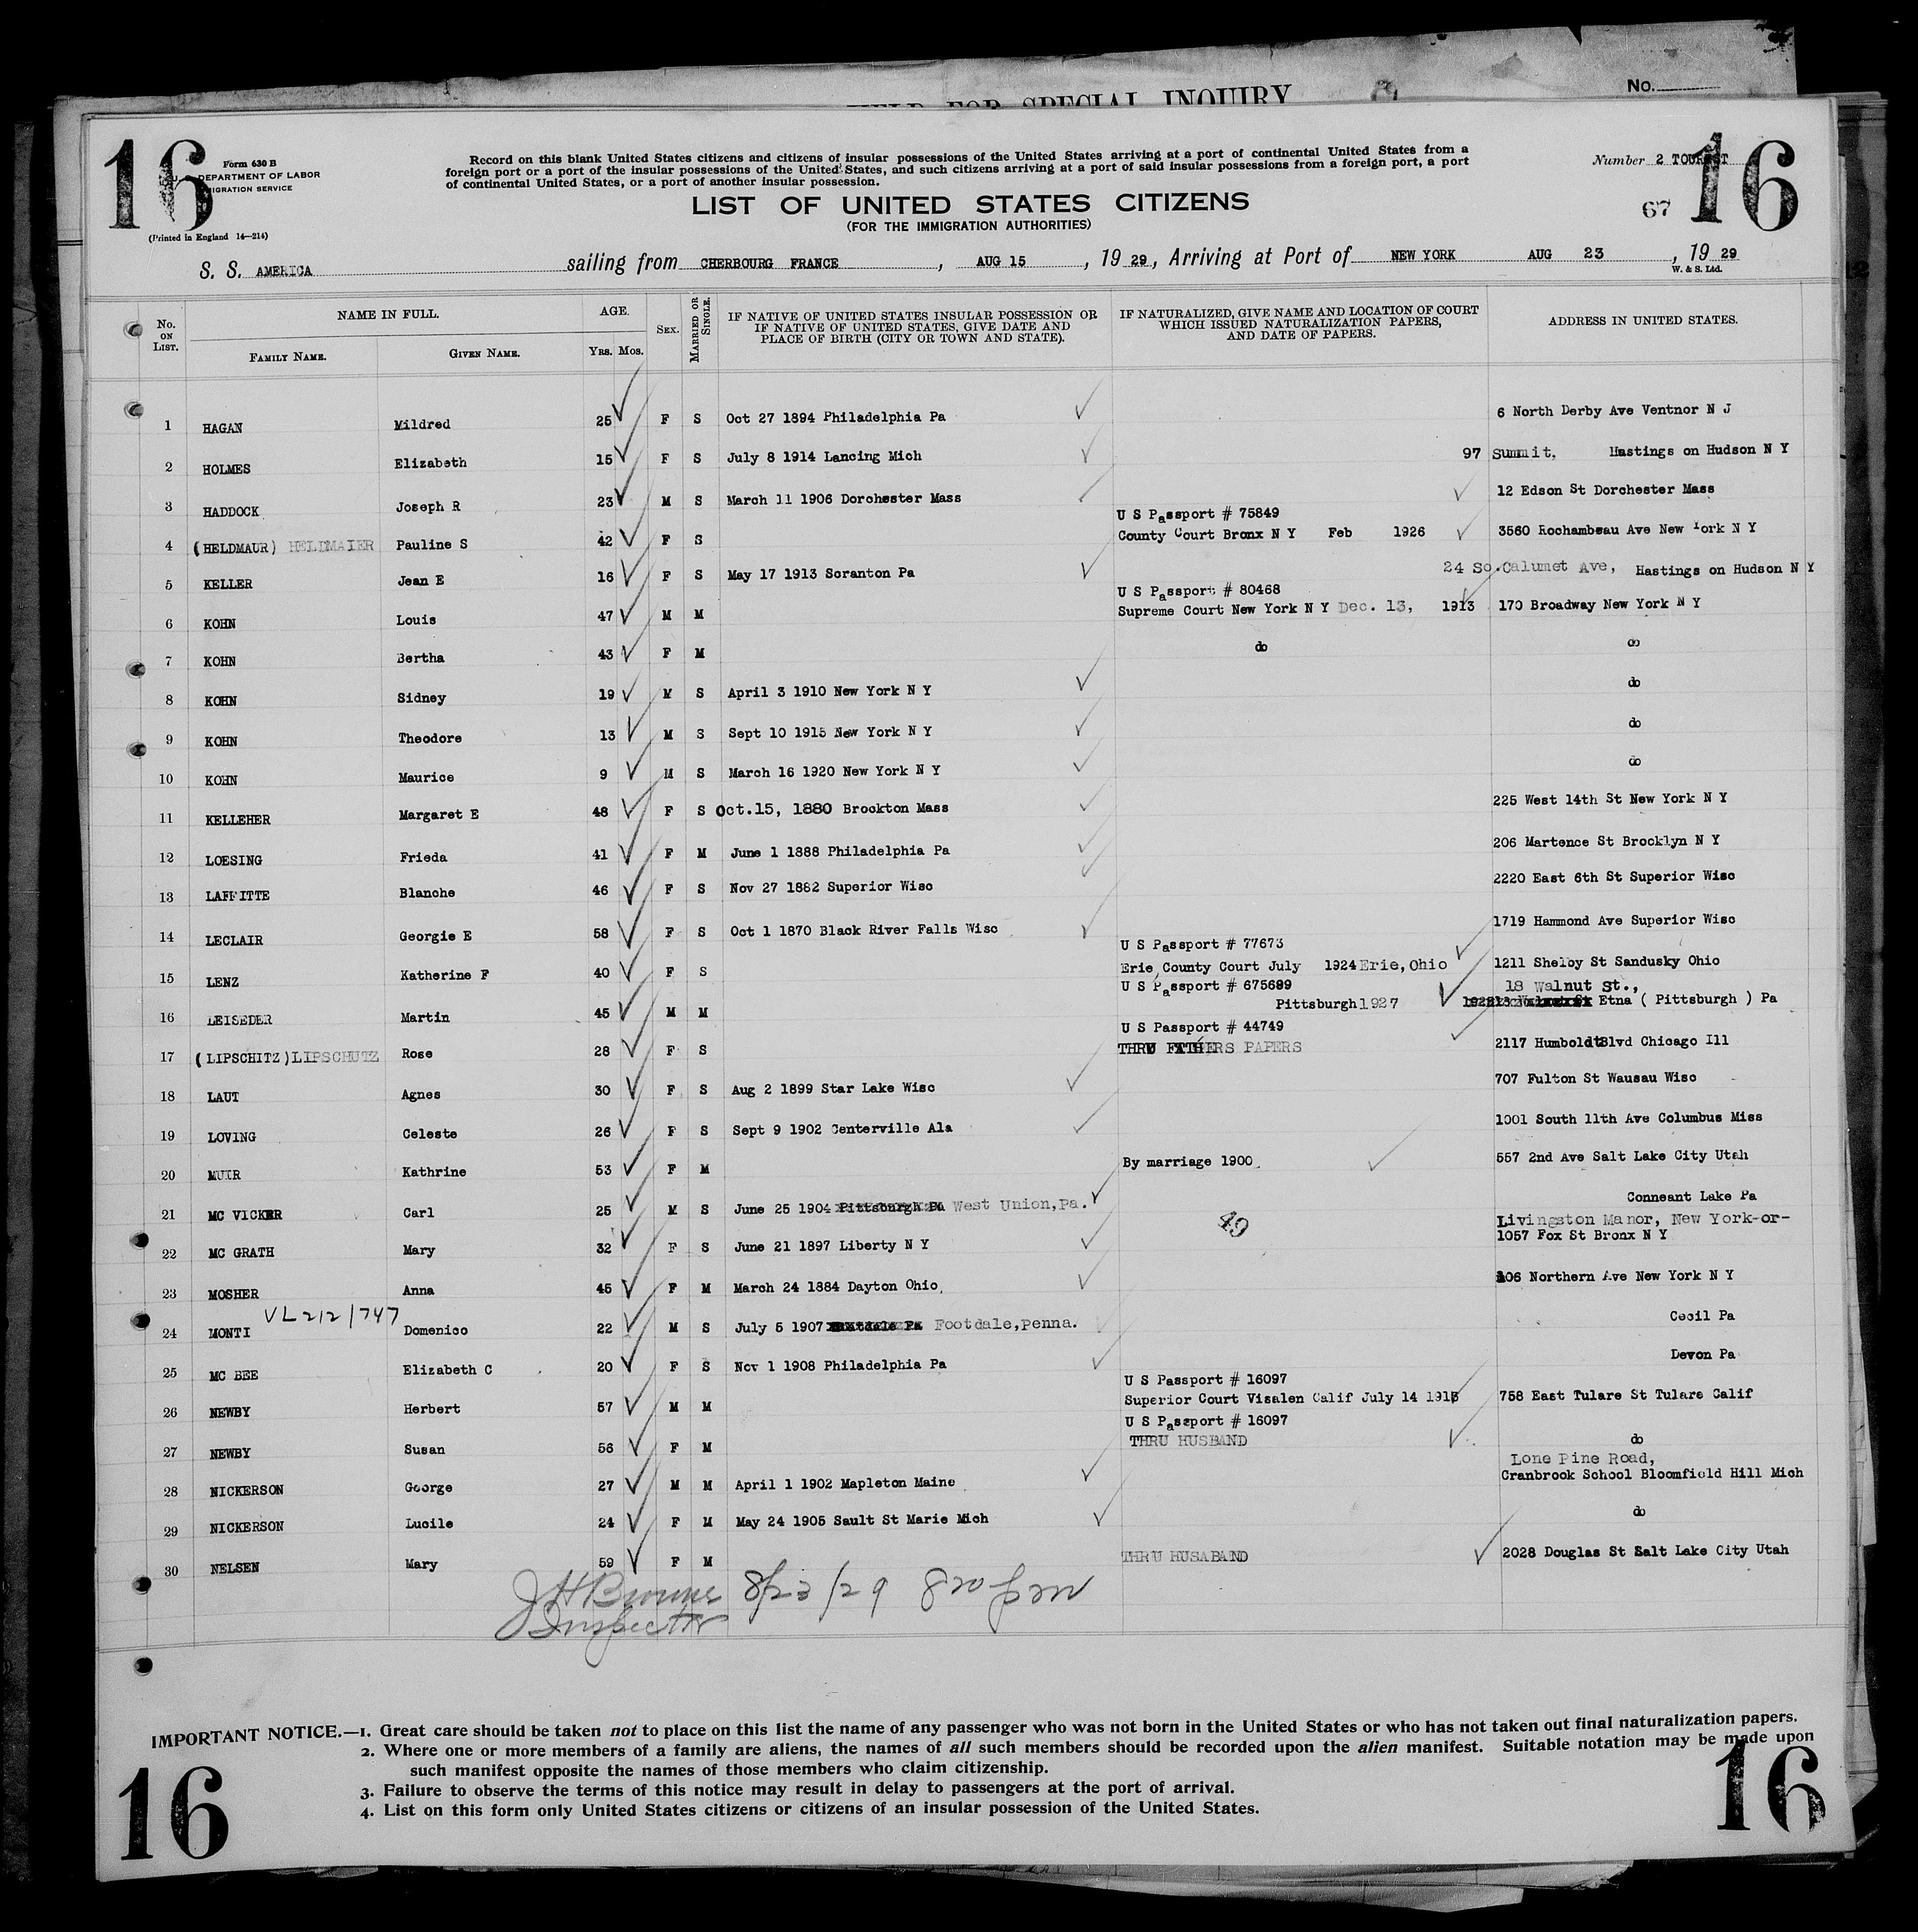 No.
HELD FOR SPECIAL INQUIRY
16
16
Form 630 B
DEPARTMENT OF LABOR
IMMIGRATION SERVICE
(Printed in England 14—214)
Record on this blank United States citizens and citizens of insular possessions of the United States arriving at a port of continental United States from a
foreign port or a port of the insular possessions of the United States, and such citizens arriving at a port of said insular possessions from a foreign port, a port
of continental United States, or a port of another insular possession.
Number 2 TOURIST
LIST OF UNITED STATES CITIZENS
(FOR THE IMMIGRATION AUTHORITIES)
67
S. S. AMERICA sailing from CHERBOURG FRANCE, AUG 15, 19 29, Arriving at Port of NEW YORK AUG 23, 19 29
W. & S. Ltd.
No. ON LIST. NAME IN FULL. FAMILY NAME. GIVEN NAME. AGE. YRS. MOS. SEX. MARRIED OR SINGLE. IF NATIVE OF UNITED STATES INSULAR POSSESSION OR IF NATIVE OF UNITED STATES, GIVE DATE AND PLACE OF BIRTH (CITY OR TOWN AND STATE). IF NATURALIZED, GIVE NAME AND LOCATION OF COURT WHICH ISSUED NATURALIZATION PAPERS, AND DATE OF PAPERS. ADDRESS IN UNITED STATES.
1 HAGAN Mildred 25 F S Oct 27 1894 Philadelphia Pa 6 North Derby Ave Ventnor N J
2 HOLMES Elizabeth 15 F S July 8 1914 Lancing Mich 97 Summit, Hastings on Hudson N Y
3 HADDOCK Joseph R 23 M S March 11 1906 Dorchester Mass 12 Edson St Dorchester Mass
U S Passport # 75849
4 (HELDMAUR) HELDMAIER Pauline S 42 F S County Court Bronx N Y Feb 1926 3560 Rochambeau Ave New York N Y
5 KELLER Jean E 16 F S May 17 1913 Scranton Pa 24 So. Calumet Ave, Hastings on Hudson N Y
U S Passport # 80468
6 KOHN Louis 47 M M Supreme Court New York N Y Dec. 13, 1913 170 Broadway New York N Y
7 KOHN Bertha 43 F M do do
8 KOHN Sidney 19 M S April 3 1910 New York N Y do
9 KOHN Theodore 13 M S Sept 10 1915 New York N Y do
10 KOHN Maurice 9 M S March 16 1920 New York N Y do
11 KELLEHER Margaret E 48 F S Oct.15, 1880 Brockton Mass 225 West 14th St New York N Y
12 LOESING Frieda 41 F M June 1 1888 Philadelphia Pa 206 Martence St Brocklyn N Y
13 LAFFITTE Blanche 46 F S Nov 27 1882 Superior Wisc 2220 East 6th St Superior Wisc
14 LECLAIR Georgie E 58 F S Oct 1 1870 Black River Falls Wisc 1719 Hammond Ave Superior Wisc
U S Passport # 77673
15 LENZ Katherine F 40 F S Erie County Court July 1924 Erie, Ohio 1211 Shelby St Sandusky Ohio
U S Passport # 675699 18 Walnut St.,
16 LEISEDER Martin 45 M M Pittsburgh 1927 Etna ( Pittsburgh ) Pa
U S Passport # 44749
17 (LIPSCHITZ) LIPSCHUTZ Rose 28 F S THRU FATHERS PAPERS 2117 Humboldt Blvd Chicago Ill
18 LAUT Agnes 30 F S Aug 2 1899 Star Lake Wisc 707 Fulton St Wausau Wisc
19 LOVING Celeste 26 F S Sept 9 1902 Centerville Ala 1001 South 11th Ave Columbus Miss
20 MUIR Kathrine 53 F M By marriage 1900 557 2nd Ave Salt Lake City Utah
21 MC VICKER Carl 25 M S June 25 1904 Pittsburgh Pa West Union, Pa. Conneant Lake Pa
49 Livingston Manor, New York-or-
22 MC GRATH Mary 32 F S June 21 1897 Liberty N Y 1057 Fox St Bronx N Y
23 MOSHER Anna 45 F M March 24 1884 Dayton Ohio 106 Northern Ave New York N Y
VL 212/747
24 MONTI Domenico 22 M S July 5 1907 Footdale, Penna. Cecil Pa
25 MC BEE Elizabeth C 20 F S Nov 1 1908 Philadelphia Pa Devon Pa
U S Passport # 16097
26 NEWBY Herbert 57 M M Superior Court Visalen Calif July 14 1913 758 East Tulare St Tulare Calif
U S Passport # 16097
27 NEWBY Susan 56 F M THRU HUSBAND do
Lone Pine Road,
28 NICKERSON George 27 M M April 1 1902 Mapleton Maine Cranbrook School Bloomfield Hill Mich
29 NICKERSON Lucile 24 F M May 24 1905 Sault St Marie Mich do
30 NELSEN Mary 59 F M THRU HUSABAND 2028 Douglas St Salt Lake City Utah
8/23/29
Inspector
IMPORTANT NOTICE.—1. Great care should be taken not to place on this list the name of any passenger who was not born in the United States or who has not taken out final naturalization papers.
2. Where one or more members of a family are aliens, the names of all such members should be recorded upon the alien manifest. Suitable notation may be made upon
such manifest opposite the names of those members who claim citizenship.
3. Failure to observe the terms of this notice may result in delay to passengers at the port of arrival.
4. List on this form only United States citizens or citizens of an insular possession of the United States.
16
16